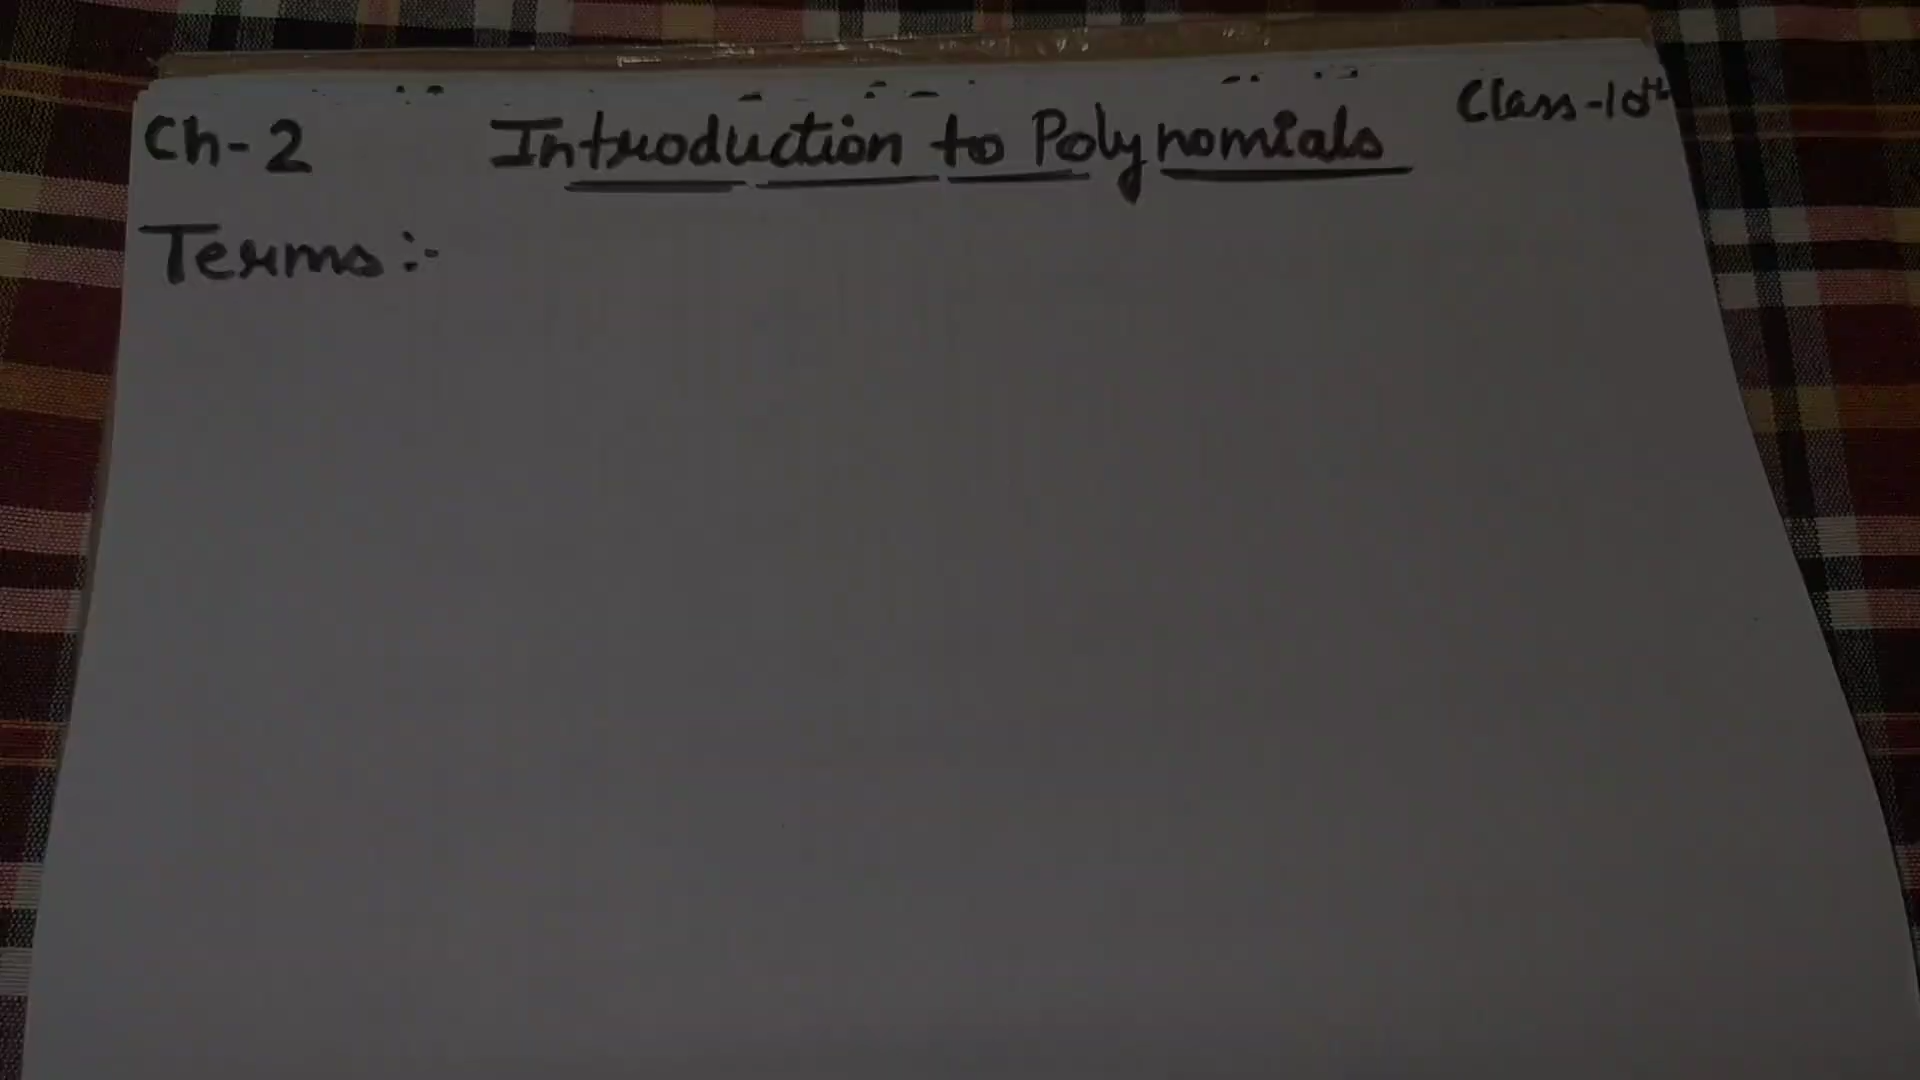 Ch-2 Introduction to Polynomials Class-10th
Terms :-